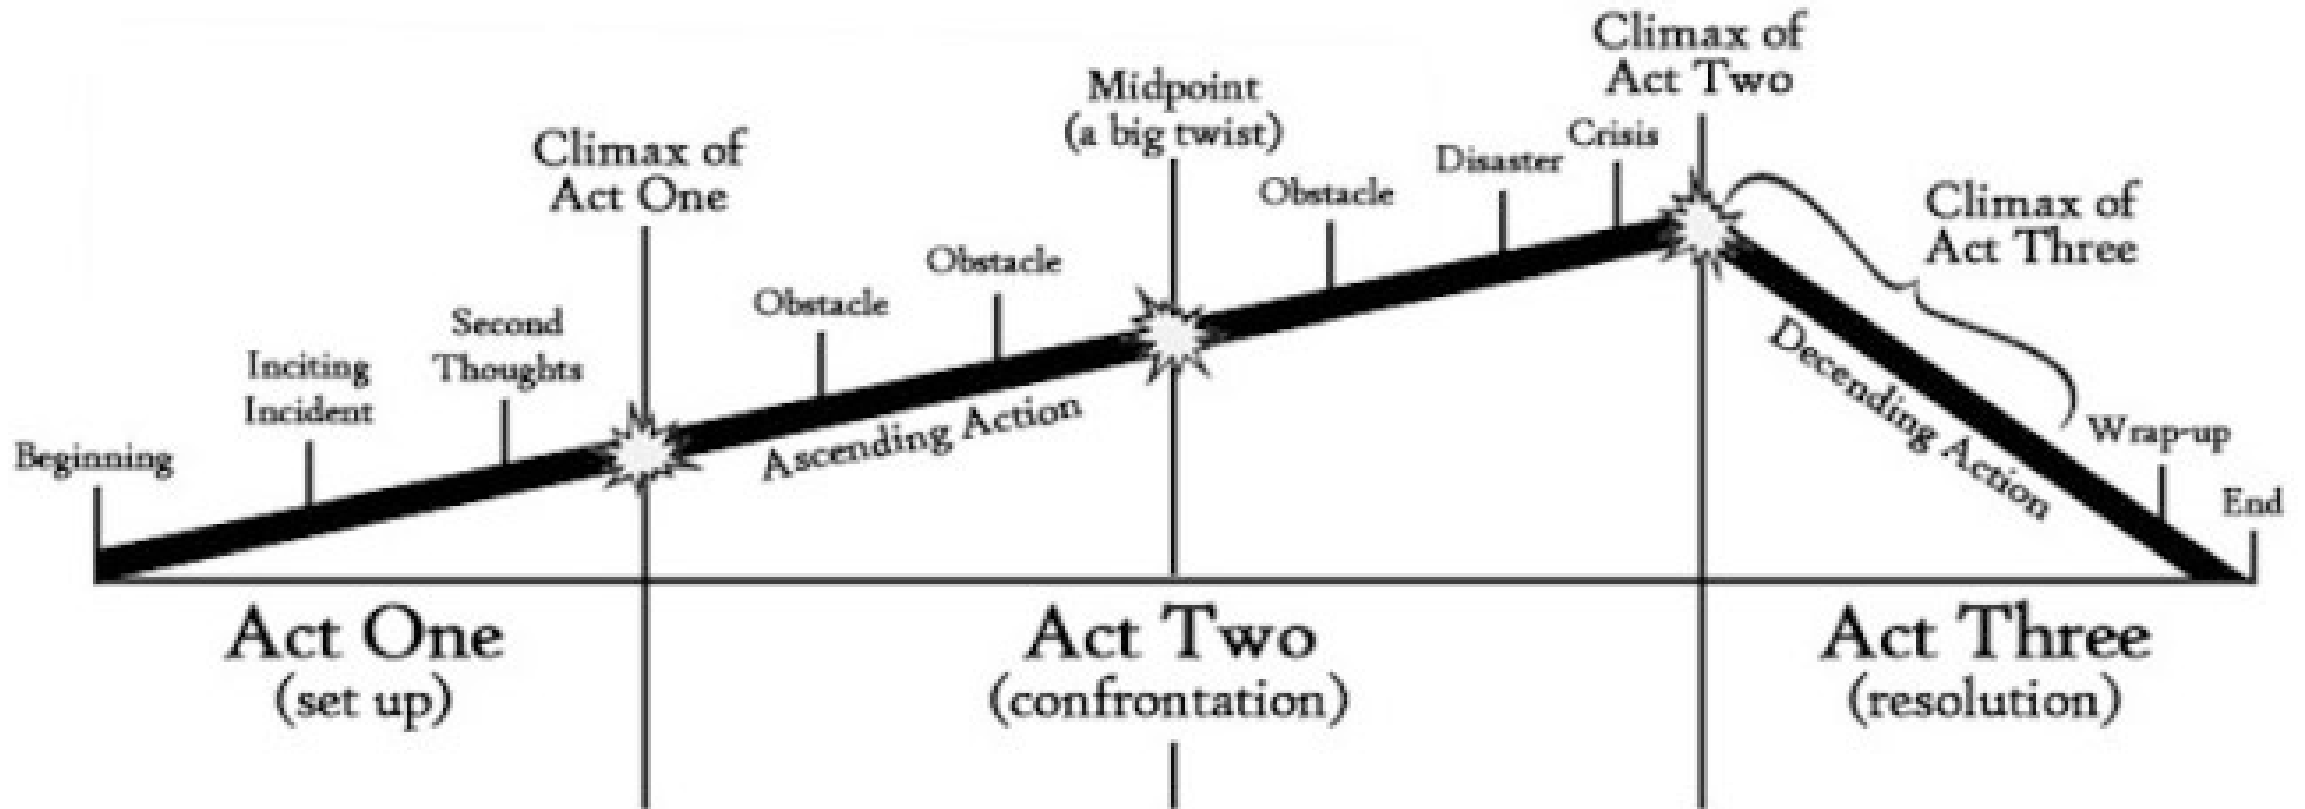 Beginning
Inciting
Incident
Second
Thoughts
Climax of
Act One
Obstacle
Obstacle
Ascending Action
Midpoint
(a big twist)
Obstacle
Disaster
Crisis
Climax of
Act Two
Climax of
Act Three
Decending Action
Wrap-up
End
Act One
(set up)
Act Two
(confrontation)
Act Three
(resolution)